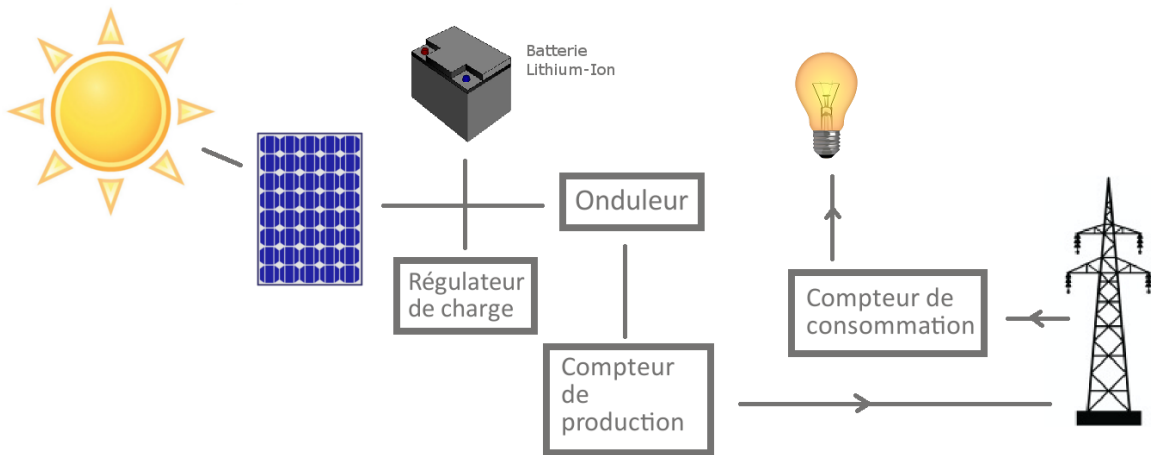 Batterie
Lithium-Ion
Onduleur
Régulateur
de charge
Compteur de
consommation
Compteur
de
production